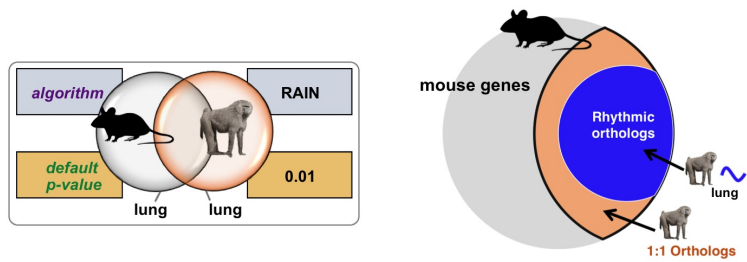 algorithm
RAIN
default
p-value
0.01
lung
lung
mouse genes
Rhythmic
orthologs
lung
1:1 Orthologs